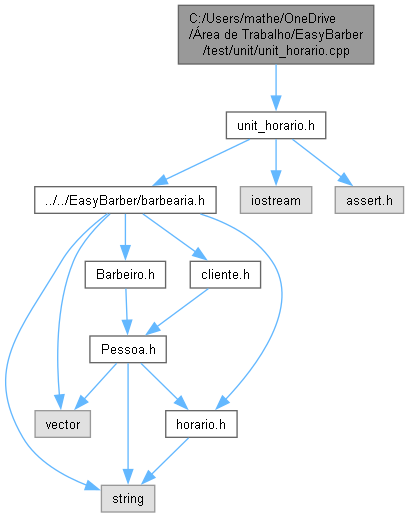 C:/Users/mathe/OneDrive
/Área de Trabalho/EasyBarber
/test/unit/unit_horario.cpp
unit_horario.h
../../EasyBarber/barbearia.h
iostream
assert.h
Barbeiro.h
cliente.h
Pessoa.h
vector
horario.h
string